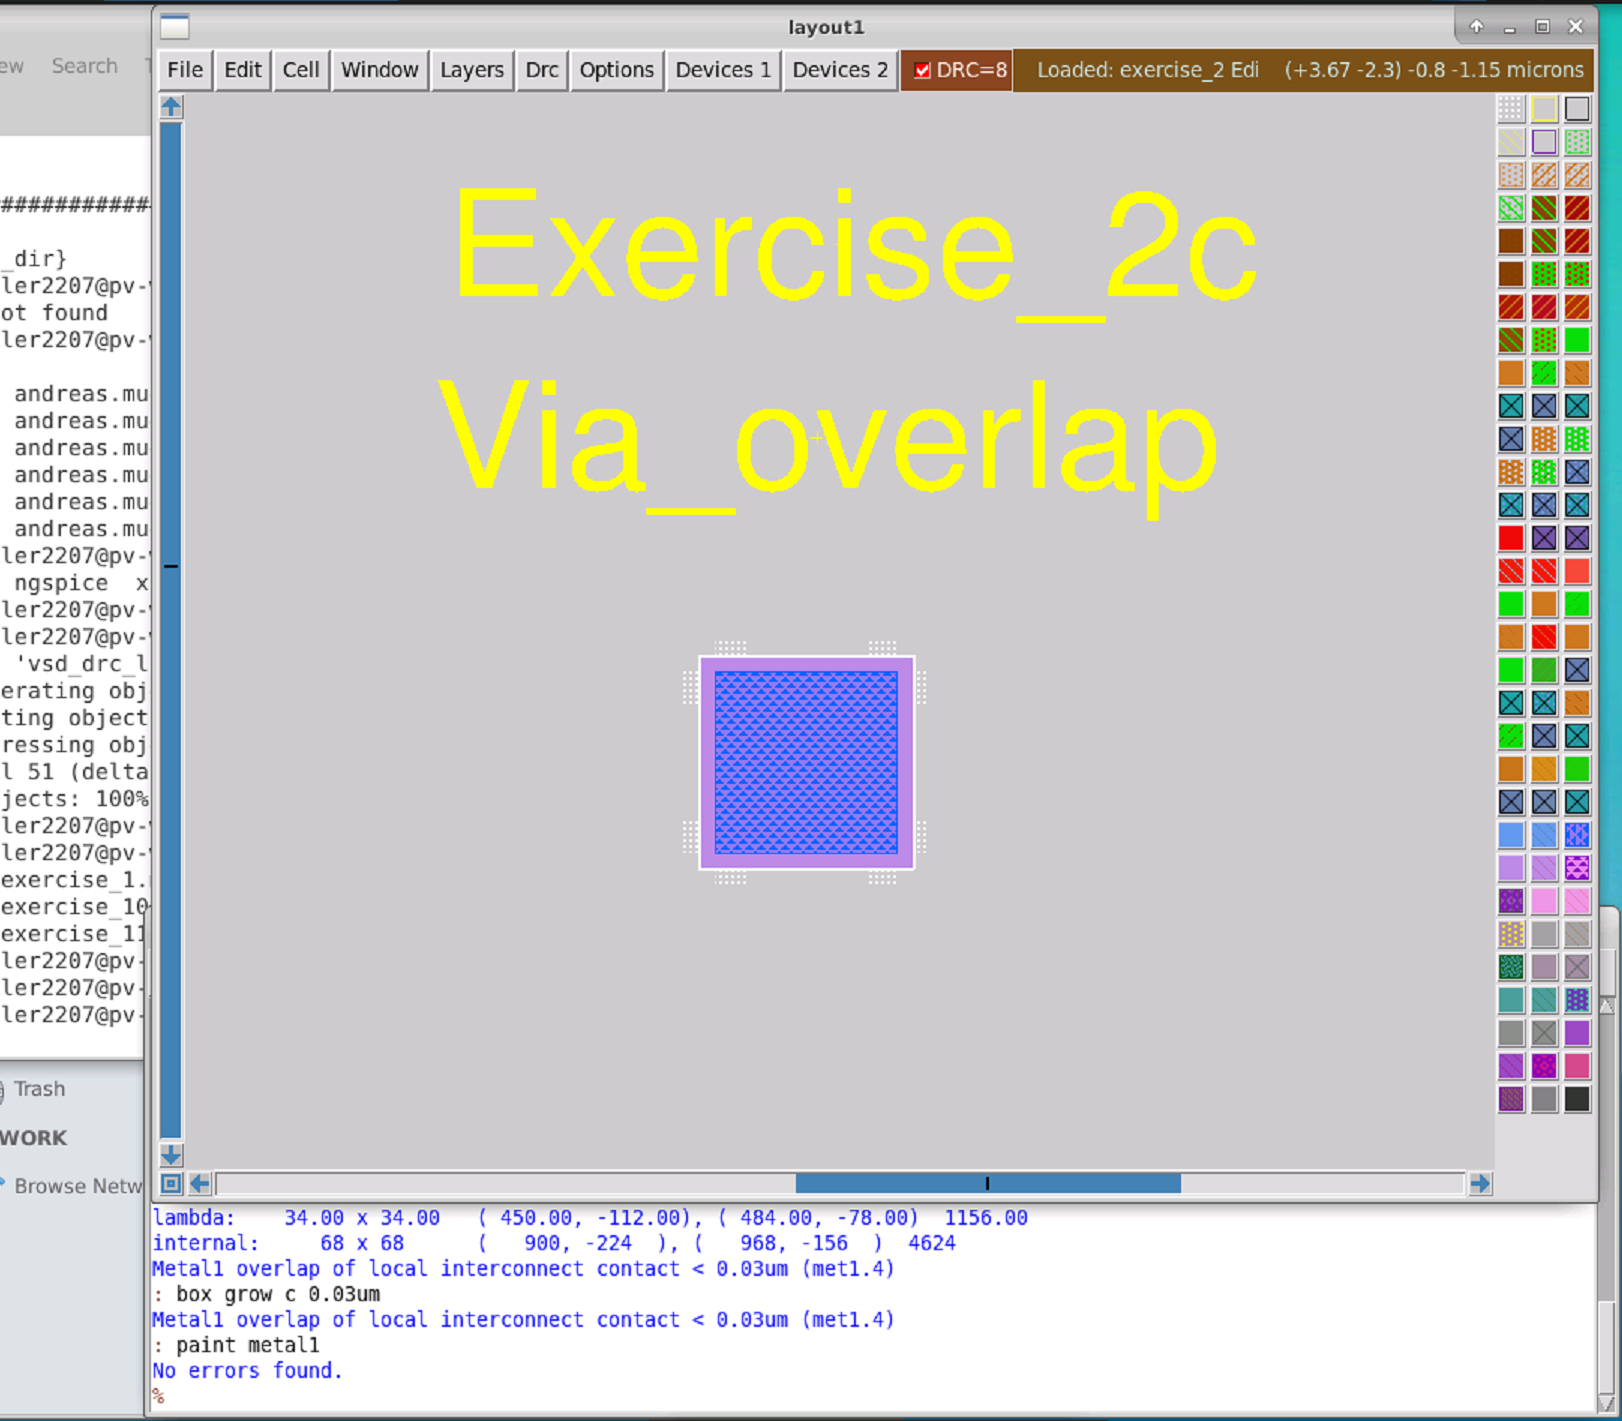 layout1
File Edit Cell Window Layers Drc Options Devices 1 Devices 2 DRC=8 Loaded: exercise_2 Edi (+3.67 -2.3) -0.8 -1.15 microns
ew Search
############
_dir}
ler2207@pv-
ot found
ler2207@pv-
andreas.mu
andreas.mu
andreas.mu
andreas.mu
andreas.mu
andreas.mu
ler2207@pv-
ngspice x
ler2207@pv-
ler2207@pv-
'vsd_drc_l
erating obj
ting object
ressing obj
l 51 (delta
jects: 100%
ler2207@pv-
ler2207@pv-
exercise_1.
exercise_10
exercise_11
ler2207@pv-
ler2207@pv-
ler2207@pv-
Trash
WORK
Browse Netw
Exercise_2c
Via_overlap
lambda: 34.00 x 34.00 ( 450.00, -112.00), ( 484.00, -78.00) 1156.00
internal: 68 x 68 ( 900, -224 ), ( 968, -156 ) 4624
Metal1 overlap of local interconnect contact < 0.03um (met1.4)
: box grow c 0.03um
Metal1 overlap of local interconnect contact < 0.03um (met1.4)
: paint metal1
No errors found.
%